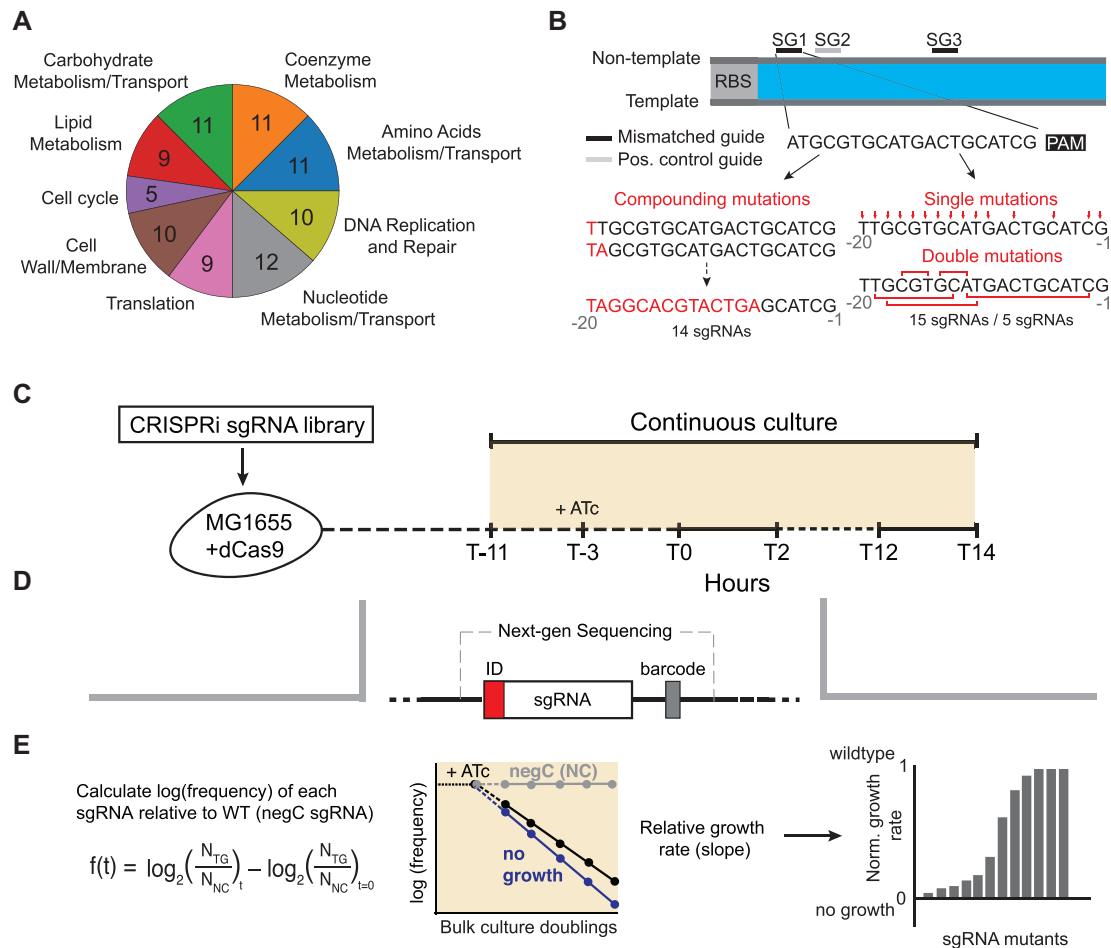 A
Carbohydrate
Metabolism/Transport
Coenzyme
Metabolism
Lipid
Metabolism
Amino Acids
Metabolism/Transport
Cell cycle
DNA Replication
and Repair
Cell
Wall/Membrane
Translation
Nucleotide
Metabolism/Transport
11
11
9
11
5
10
10
9
12
B
SG1
SG2
SG3
Non-template
RBS
Template
Mismatched guide
Pos. control guide
ATGCGTGCATGACTGCATCG PAM
Compounding mutations
TTGCGTGCATGACTGCATCG
TAGCGTGCATGACTGCATCG
TAGGCACGTACTGAGCATCG
-20
-1
14 sgRNAs
Single mutations
TTGCGTGCATGACTGCATCG
-20
-1
Double mutations
TTGCGTGCATGACTGCATCG
-20
-1
15 sgRNAs / 5 sgRNAs
C
CRISPRi sgRNA library
MG1655
+dCas9
Continuous culture
+ ATc
T-11
T-3
T0
T2
T12
T14
Hours
D
Next-gen Sequencing
ID
barcode
sgRNA
E
Calculate log(frequency) of each
sgRNA relative to WT (negC sgRNA)
f(t) = log₂(N_TG/N_NC)_t − log₂(N_TG/N_NC)_t=0
+ ATc
negC (NC)
no
growth
log (frequency)
Bulk culture doublings
Relative growth
rate (slope)
wildtype
1
Norm. growth
rate
0
no growth
sgRNA mutants